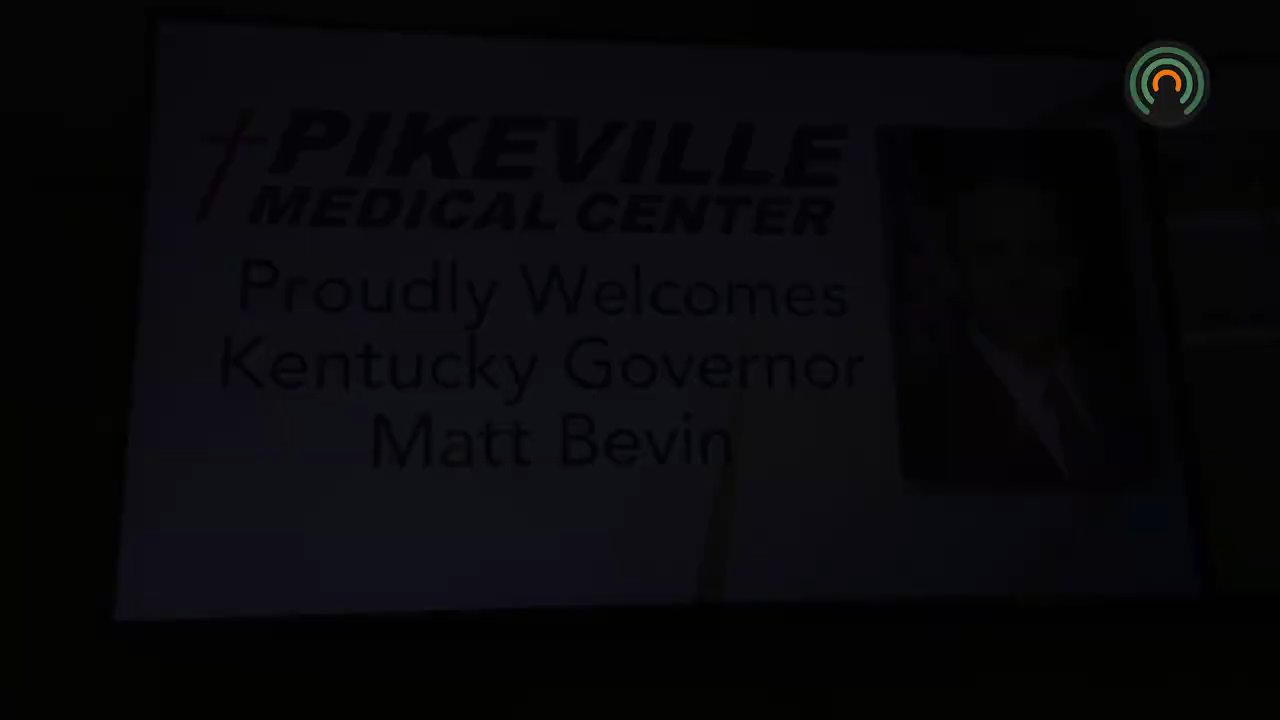 PIKEVILLE
MEDICAL CENTER
Proudly Welcomes
Kentucky Governor
Matt Bevin